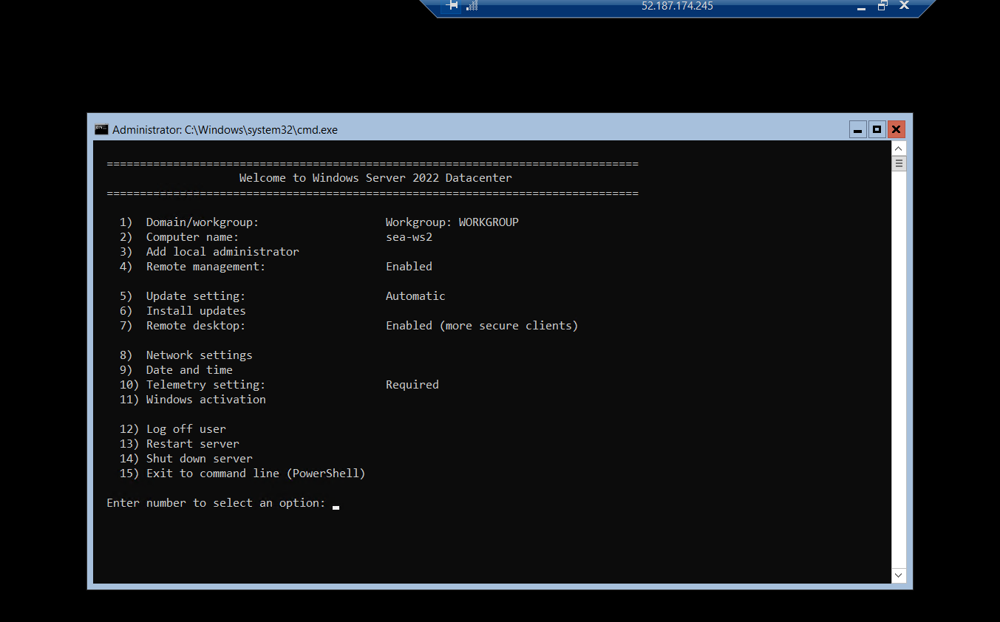 52.187.174.245
Administrator: C:\Windows\system32\cmd.exe
================================================================================
Welcome to Windows Server 2022 Datacenter
================================================================================
1) Domain/workgroup: Workgroup: WORKGROUP
2) Computer name: sea-ws2
3) Add local administrator
4) Remote management: Enabled
5) Update setting: Automatic
6) Install updates
7) Remote desktop: Enabled (more secure clients)
8) Network settings
9) Date and time
10) Telemetry setting: Required
11) Windows activation
12) Log off user
13) Restart server
14) Shut down server
15) Exit to command line (PowerShell)
Enter number to select an option: